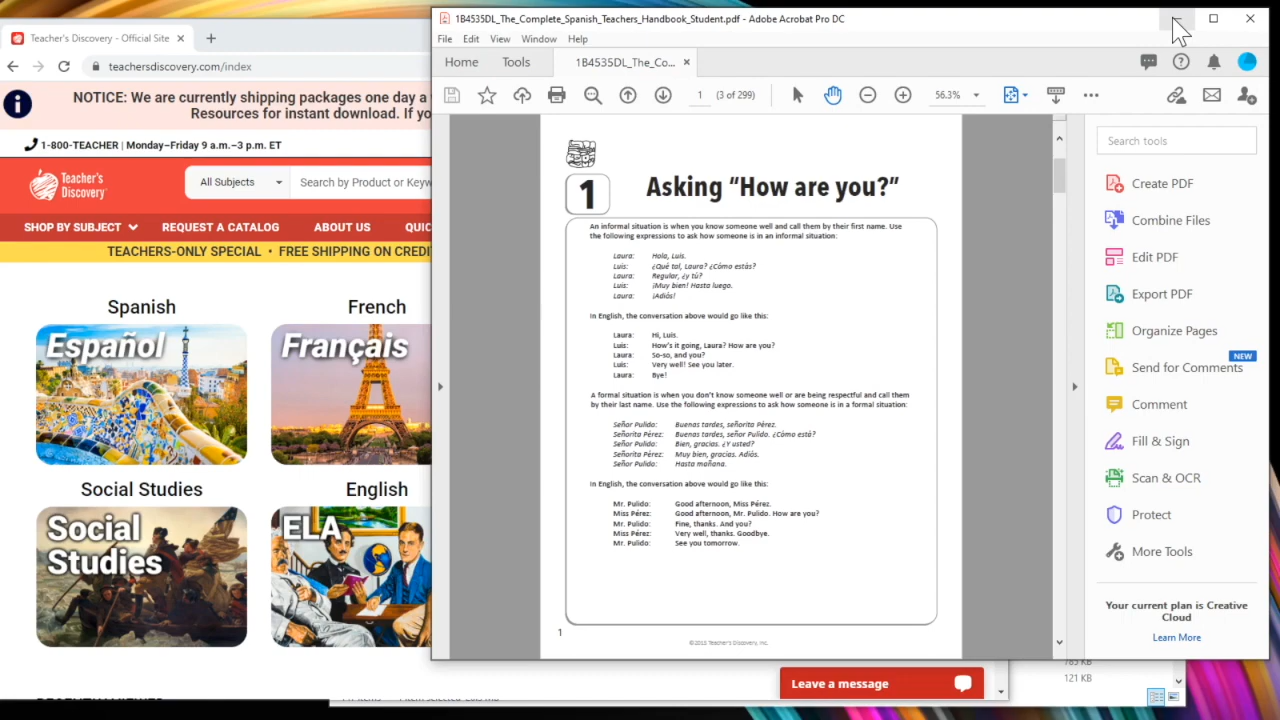 Teacher's Discovery - Official Site
teachersdiscovery.com/index
NOTICE: We are currently shipping packages one day a
Resources for instant download. If yo
1-800-TEACHER | Monday–Friday 9 a.m.–3 p.m. ET
Teacher's
Discovery
All Subjects
Search by Product or Keyw
SHOP BY SUBJECT
REQUEST A CATALOG
ABOUT US
QUIC
TEACHERS-ONLY SPECIAL • FREE SHIPPING ON CREDI
Spanish
French
Español
Français
Social Studies
English
Social
Studies
ELA
1B4535DL_The_Complete_Spanish_Teachers_Handbook_Student.pdf - Adobe Acrobat Pro DC
File Edit View Window Help
Home Tools 1B4535DL_The_Co...
1 (3 of 299) 56.3%
1 Asking “How are you?”
An informal situation is when you know someone well and call them by their first name. Use
the following expressions to ask how someone is in an informal situation:
Laura: Hola, Luis.
Luis: ¿Qué tal, Laura? ¿Cómo estás?
Laura: Regular, ¿y tú?
Luis: ¡Muy bien! Hasta luego.
Laura: ¡Adiós!
In English, the conversation above would go like this:
Laura: Hi, Luis.
Luis: How's it going, Laura? How are you?
Laura: So-so, and you?
Luis: Very well! See you later.
Laura: Bye!
A formal situation is when you don't know someone well or are being respectful and call them
by their last name. Use the following expressions to ask how someone is in a formal situation:
Señor Pulido: Buenas tardes, señorita Pérez.
Señorita Pérez: Buenas tardes, señor Pulido. ¿Cómo está?
Señor Pulido: Bien, gracias. ¿Y usted?
Señorita Pérez: Muy bien, gracias. Adiós.
Señor Pulido: Hasta mañana.
In English, the conversation above would go like this:
Mr. Pulido: Good afternoon, Miss Pérez.
Miss Pérez: Good afternoon, Mr. Pulido. How are you?
Mr. Pulido: Fine, thanks. And you?
Miss Pérez: Very well, thanks. Goodbye.
Mr. Pulido: See you tomorrow.
1
©2015 Teacher's Discovery, Inc.
Search tools
Create PDF
Combine Files
Edit PDF
Export PDF
Organize Pages
NEW
Send for Comments
Comment
Fill & Sign
Scan & OCR
Protect
More Tools
Your current plan is Creative
Cloud
Learn More
121 KB
Leave a message